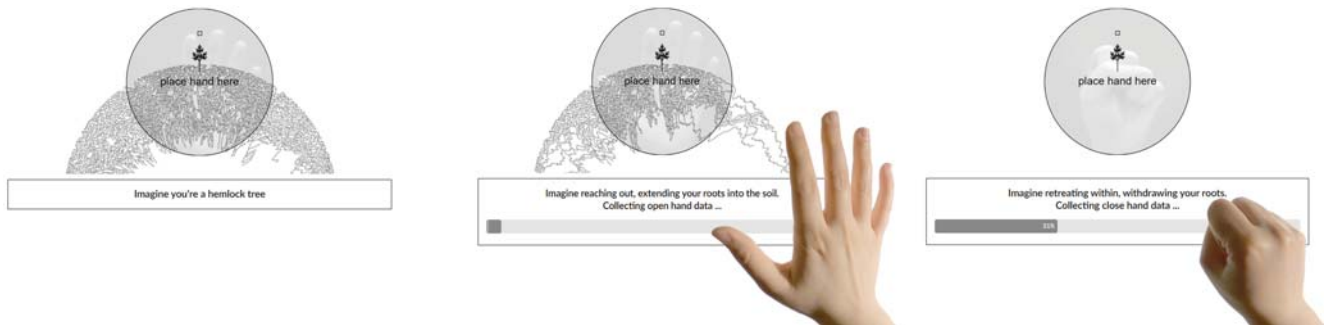 place hand here
Imagine you're a hemlock tree
place hand here
Imagine reaching out, extending your roots into the soil.
Collecting open hand data ...
place hand here
Imagine retreating within, withdrawing your roots.
Collecting close hand data ...